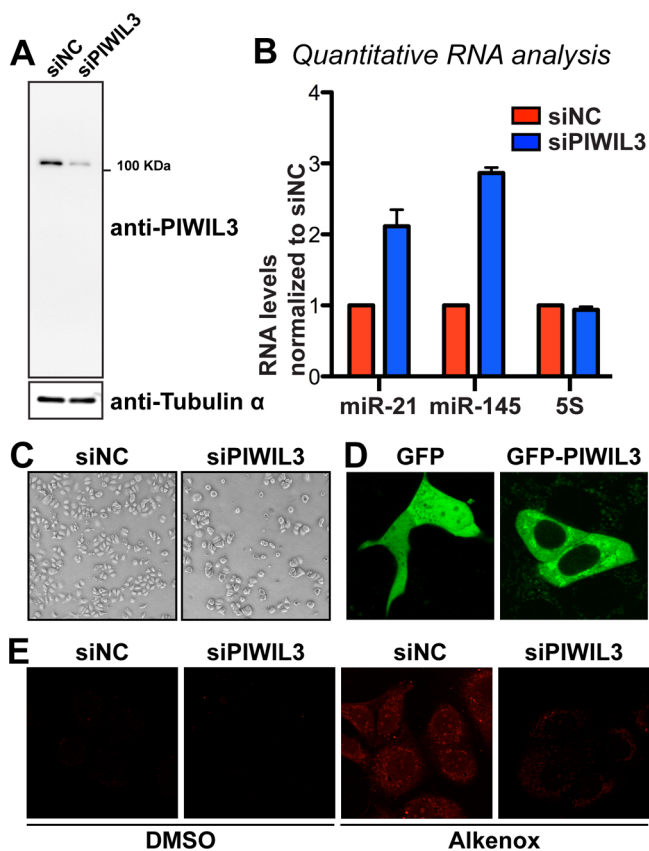 A
siNC
siPIWIL3
100 KDa
anti-PIWIL3
anti-Tubulin α
B Quantitative RNA analysis
RNA levels
normalized to siNC
4
3
2
1
0
siNC
siPIWIL3
miR-21 miR-145 5S
C siNC siPIWIL3
D GFP GFP-PIWIL3
E siNC siPIWIL3 siNC siPIWIL3
DMSO Alkenox